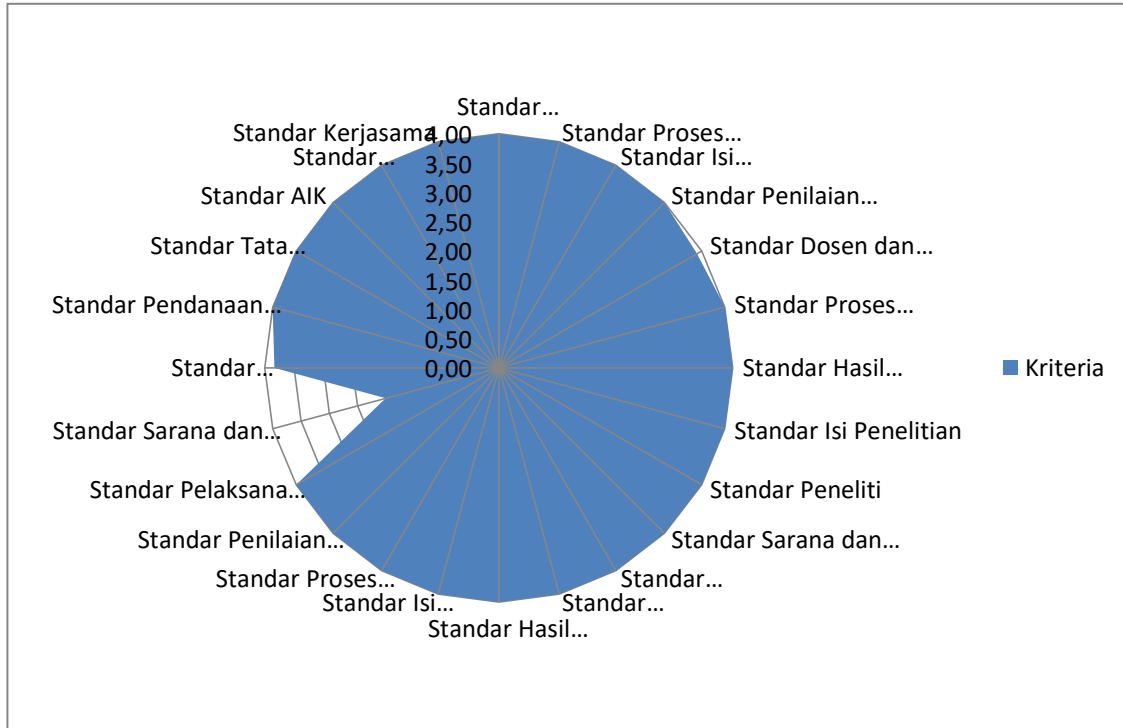 Standar...
Standar Proses...
Standar Isi...
Standar Penilaian...
Standar Dosen dan...
Standar Proses...
Standar Hasil...
Standar Isi Penelitian
Standar Peneliti
Standar Sarana dan...
Standar...
Standar...
Standar Hasil...
Standar Isi...
Standar Proses...
Standar Penilaian...
Standar Pelaksana...
Standar Sarana dan...
Standar...
Standar Pendanaan...
Standar Tata...
Standar AIK
Standar...
Standar Kerjasama
4,00
3,50
3,00
2,50
2,00
1,50
1,00
0,50
0,00
Kriteria